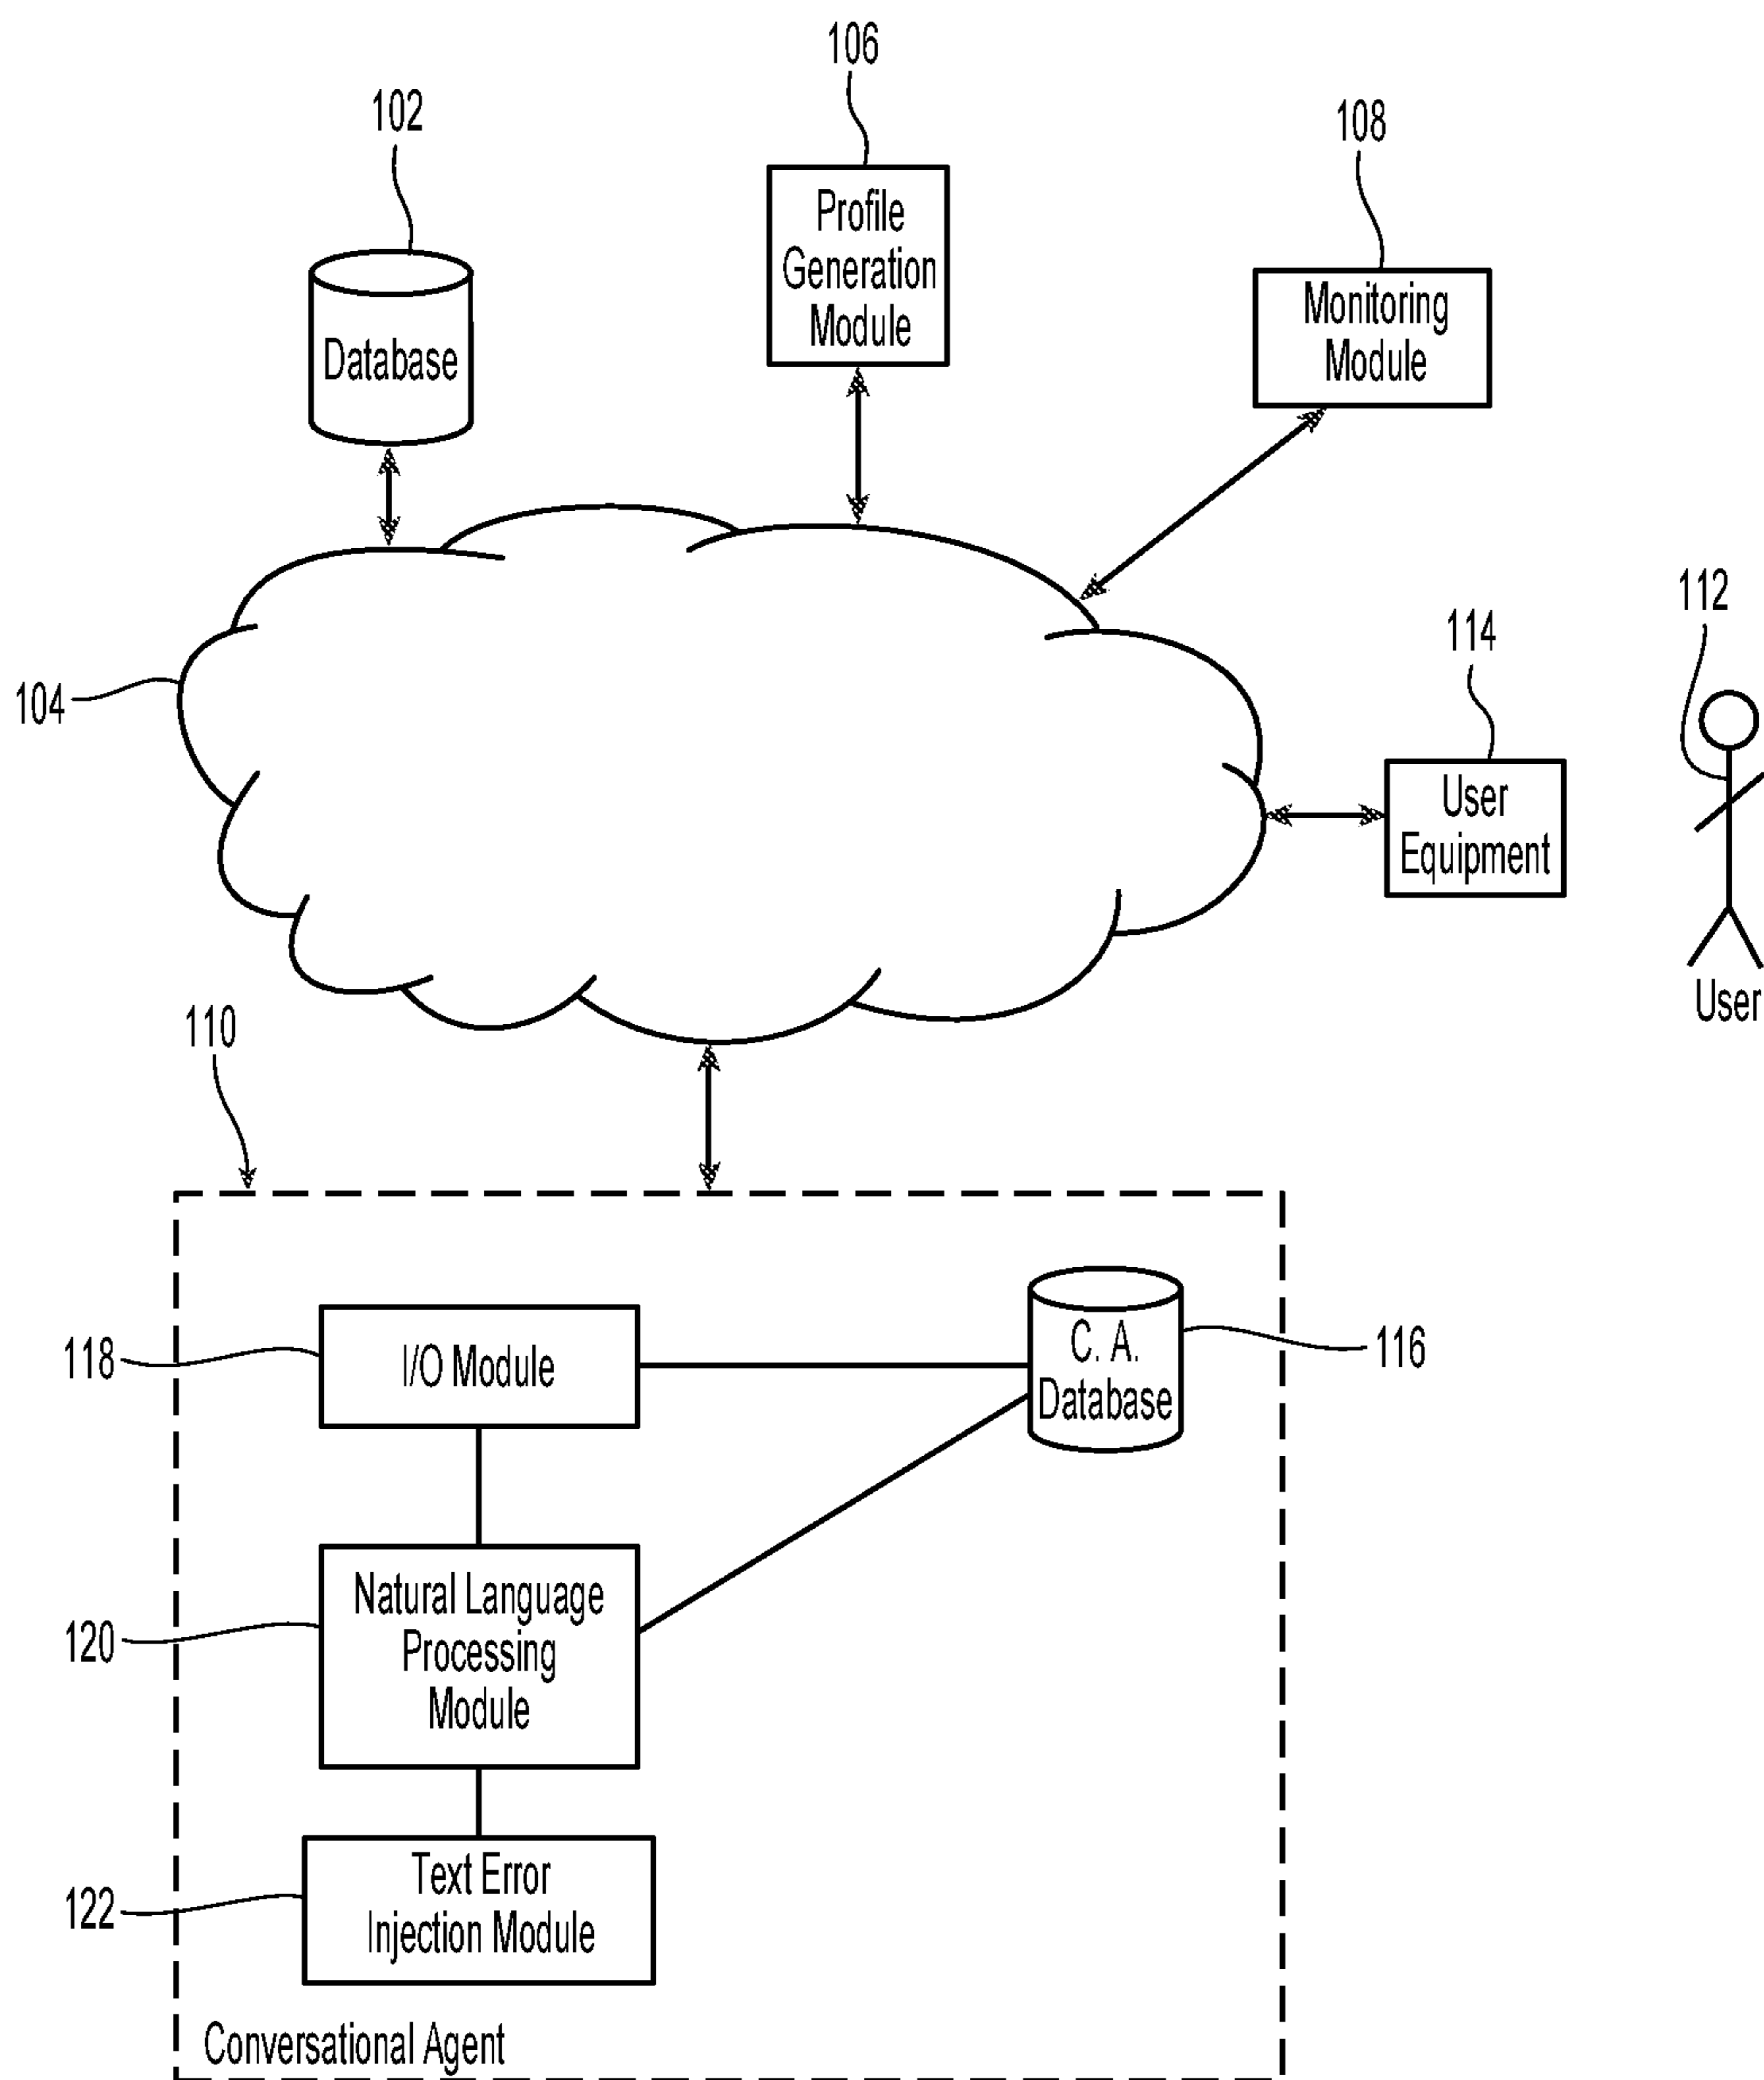 106
102
108
Profile
Generation
Module
Monitoring
Module
Database
112
114
104
User
Equipment
User
110
118
I/O Module
C. A.
Database
116
Natural Language
Processing
Module
120
Text Error
Injection Module
122
Conversational Agent